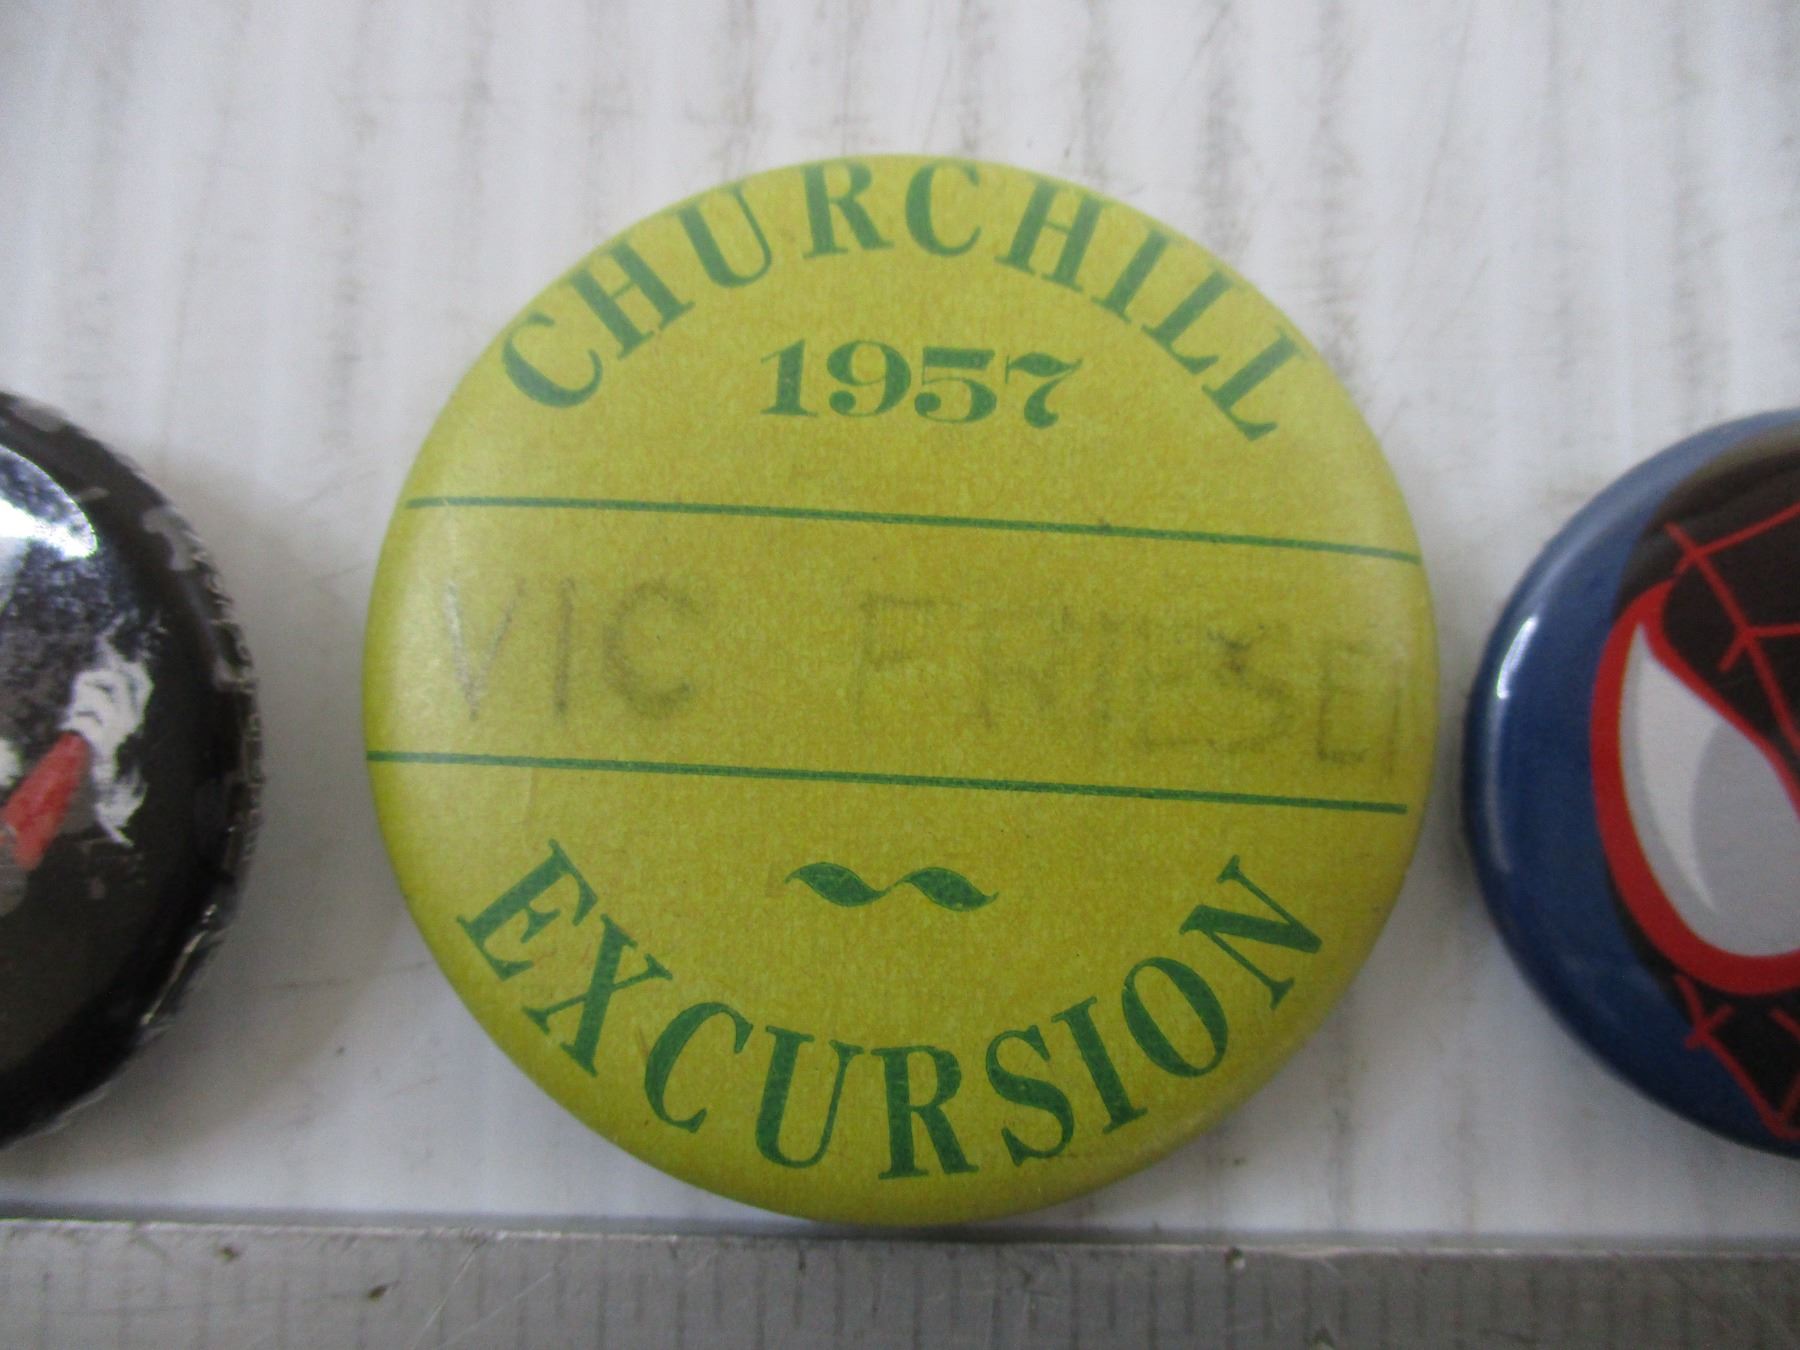 CHURCHILL
1957
VIC FRIESE
EXCURSION